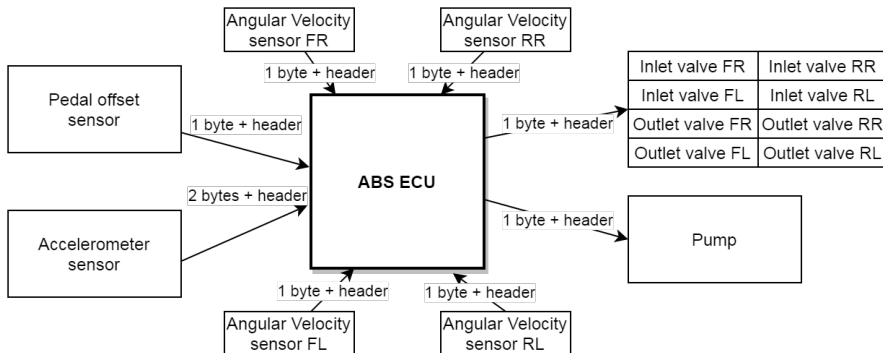 Angular Velocity
sensor FR
Angular Velocity
sensor RR
1 byte + header
1 byte + header
Pedal offset
sensor
1 byte + header
Inlet valve FR
Inlet valve RR
Inlet valve FL
Inlet valve RL
Outlet valve FR
Outlet valve RR
Outlet valve FL
Outlet valve RL
1 byte + header
ABS ECU
2 bytes + header
Accelerometer
sensor
1 byte + header
Pump
1 byte + header
1 byte + header
Angular Velocity
sensor FL
Angular Velocity
sensor RL